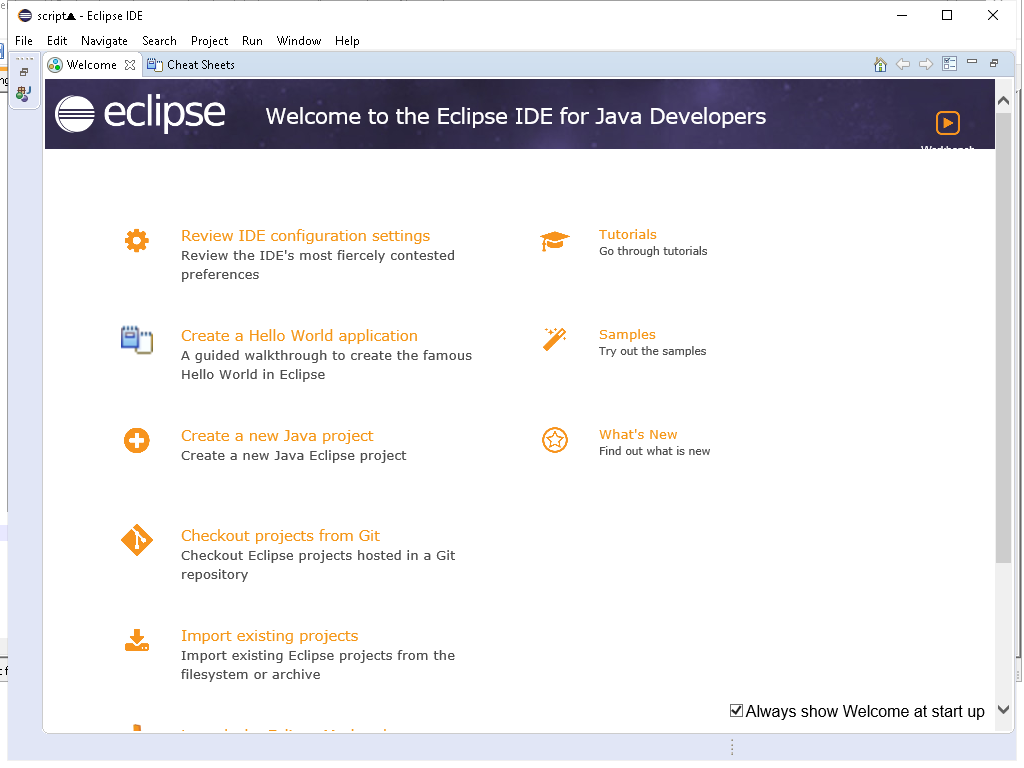 script▲ - Eclipse IDE
File Edit Navigate Search Project Run Window Help
Welcome Cheat Sheets
eclipse
Welcome to the Eclipse IDE for Java Developers
Workbench
Review IDE configuration settings
Review the IDE's most fiercely contested
preferences
Tutorials
Go through tutorials
Create a Hello World application
A guided walkthrough to create the famous
Hello World in Eclipse
Samples
Try out the samples
Create a new Java project
Create a new Java Eclipse project
What's New
Find out what is new
Checkout projects from Git
Checkout Eclipse projects hosted in a Git
repository
Import existing projects
Import existing Eclipse projects from the
filesystem or archive
Always show Welcome at start up